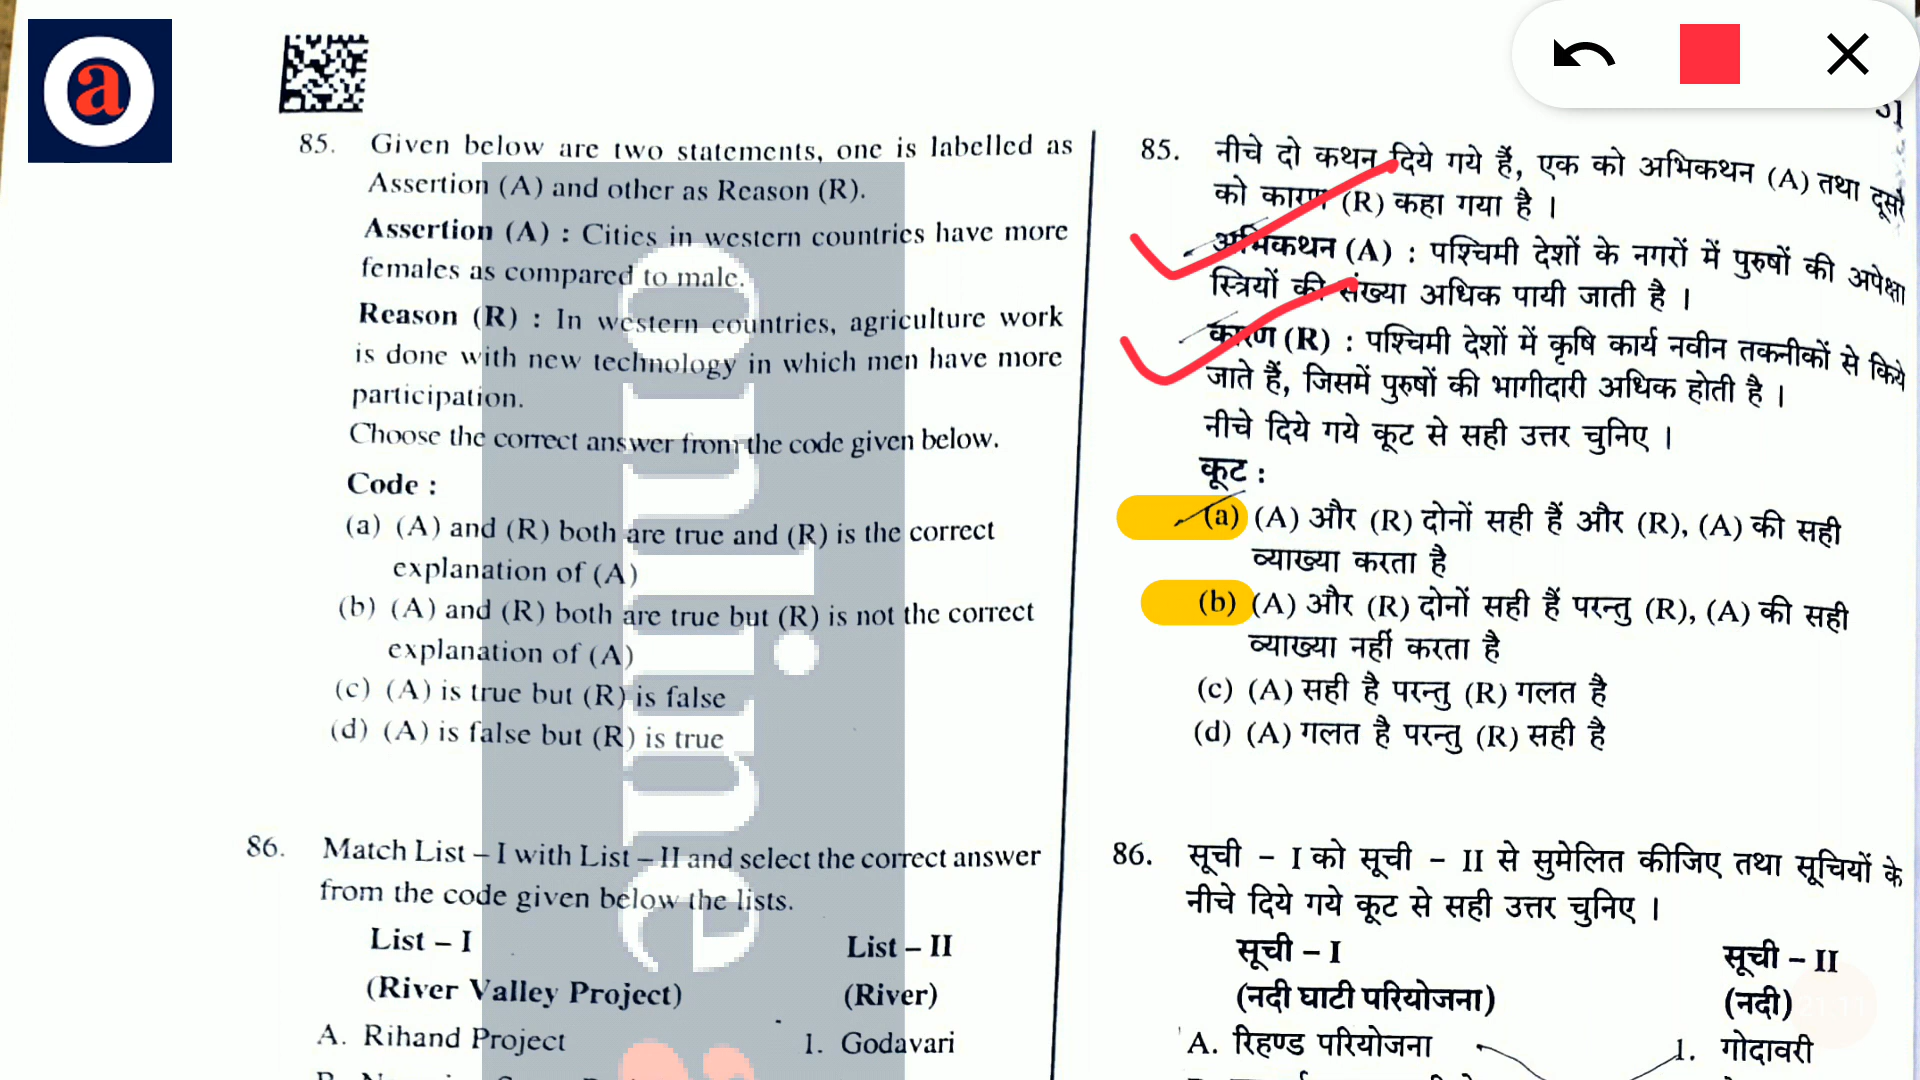 a
85. Given below are two statements, one is labelled as
Assertion (A) and other as Reason (R).
Assertion (A) : Cities in western countries have more
females as compared to male.
Reason (R) : In western countries, agriculture work
is done with new technology in which men have more
participation.
Choose the correct answer from the code given below.
Code :
(a) (A) and (R) both are true and (R) is the correct
explanation of (A)
(b) (A) and (R) both are true but (R) is not the correct
explanation of (A)
(c) (A) is true but (R) is false
(d) (A) is false but (R) is true
86. Match List – I with List – II and select the correct answer
from the code given below the lists.
List – I List – II
(River Valley Project) (River)
A. Rihand Project 1. Godavari
85. नीचे दो कथन दिये गये हैं, एक को अभिकथन (A) तथा दूसरे
को कारण (R) कहा गया है ।
अभिकथन (A) : पश्चिमी देशों के नगरों में पुरुषों की अपेक्षा
स्त्रियों की संख्या अधिक पायी जाती है ।
कारण (R) : पश्चिमी देशों में कृषि कार्य नवीन तकनीकों से किये
जाते हैं, जिसमें पुरुषों की भागीदारी अधिक होती है ।
नीचे दिये गये कूट से सही उत्तर चुनिए ।
कूट :
(a) (A) और (R) दोनों सही हैं और (R), (A) की सही
व्याख्या करता है
(b) (A) और (R) दोनों सही हैं परन्तु (R), (A) की सही
व्याख्या नहीं करता है
(c) (A) सही है परन्तु (R) गलत है
(d) (A) गलत है परन्तु (R) सही है
86. सूची – I को सूची – II से सुमेलित कीजिए तथा सूचियों के
नीचे दिये गये कूट से सही उत्तर चुनिए ।
सूची – I सूची – II
(नदी घाटी परियोजना) (नदी)
A. रिहण्ड परियोजना 1. गोदावरी
online